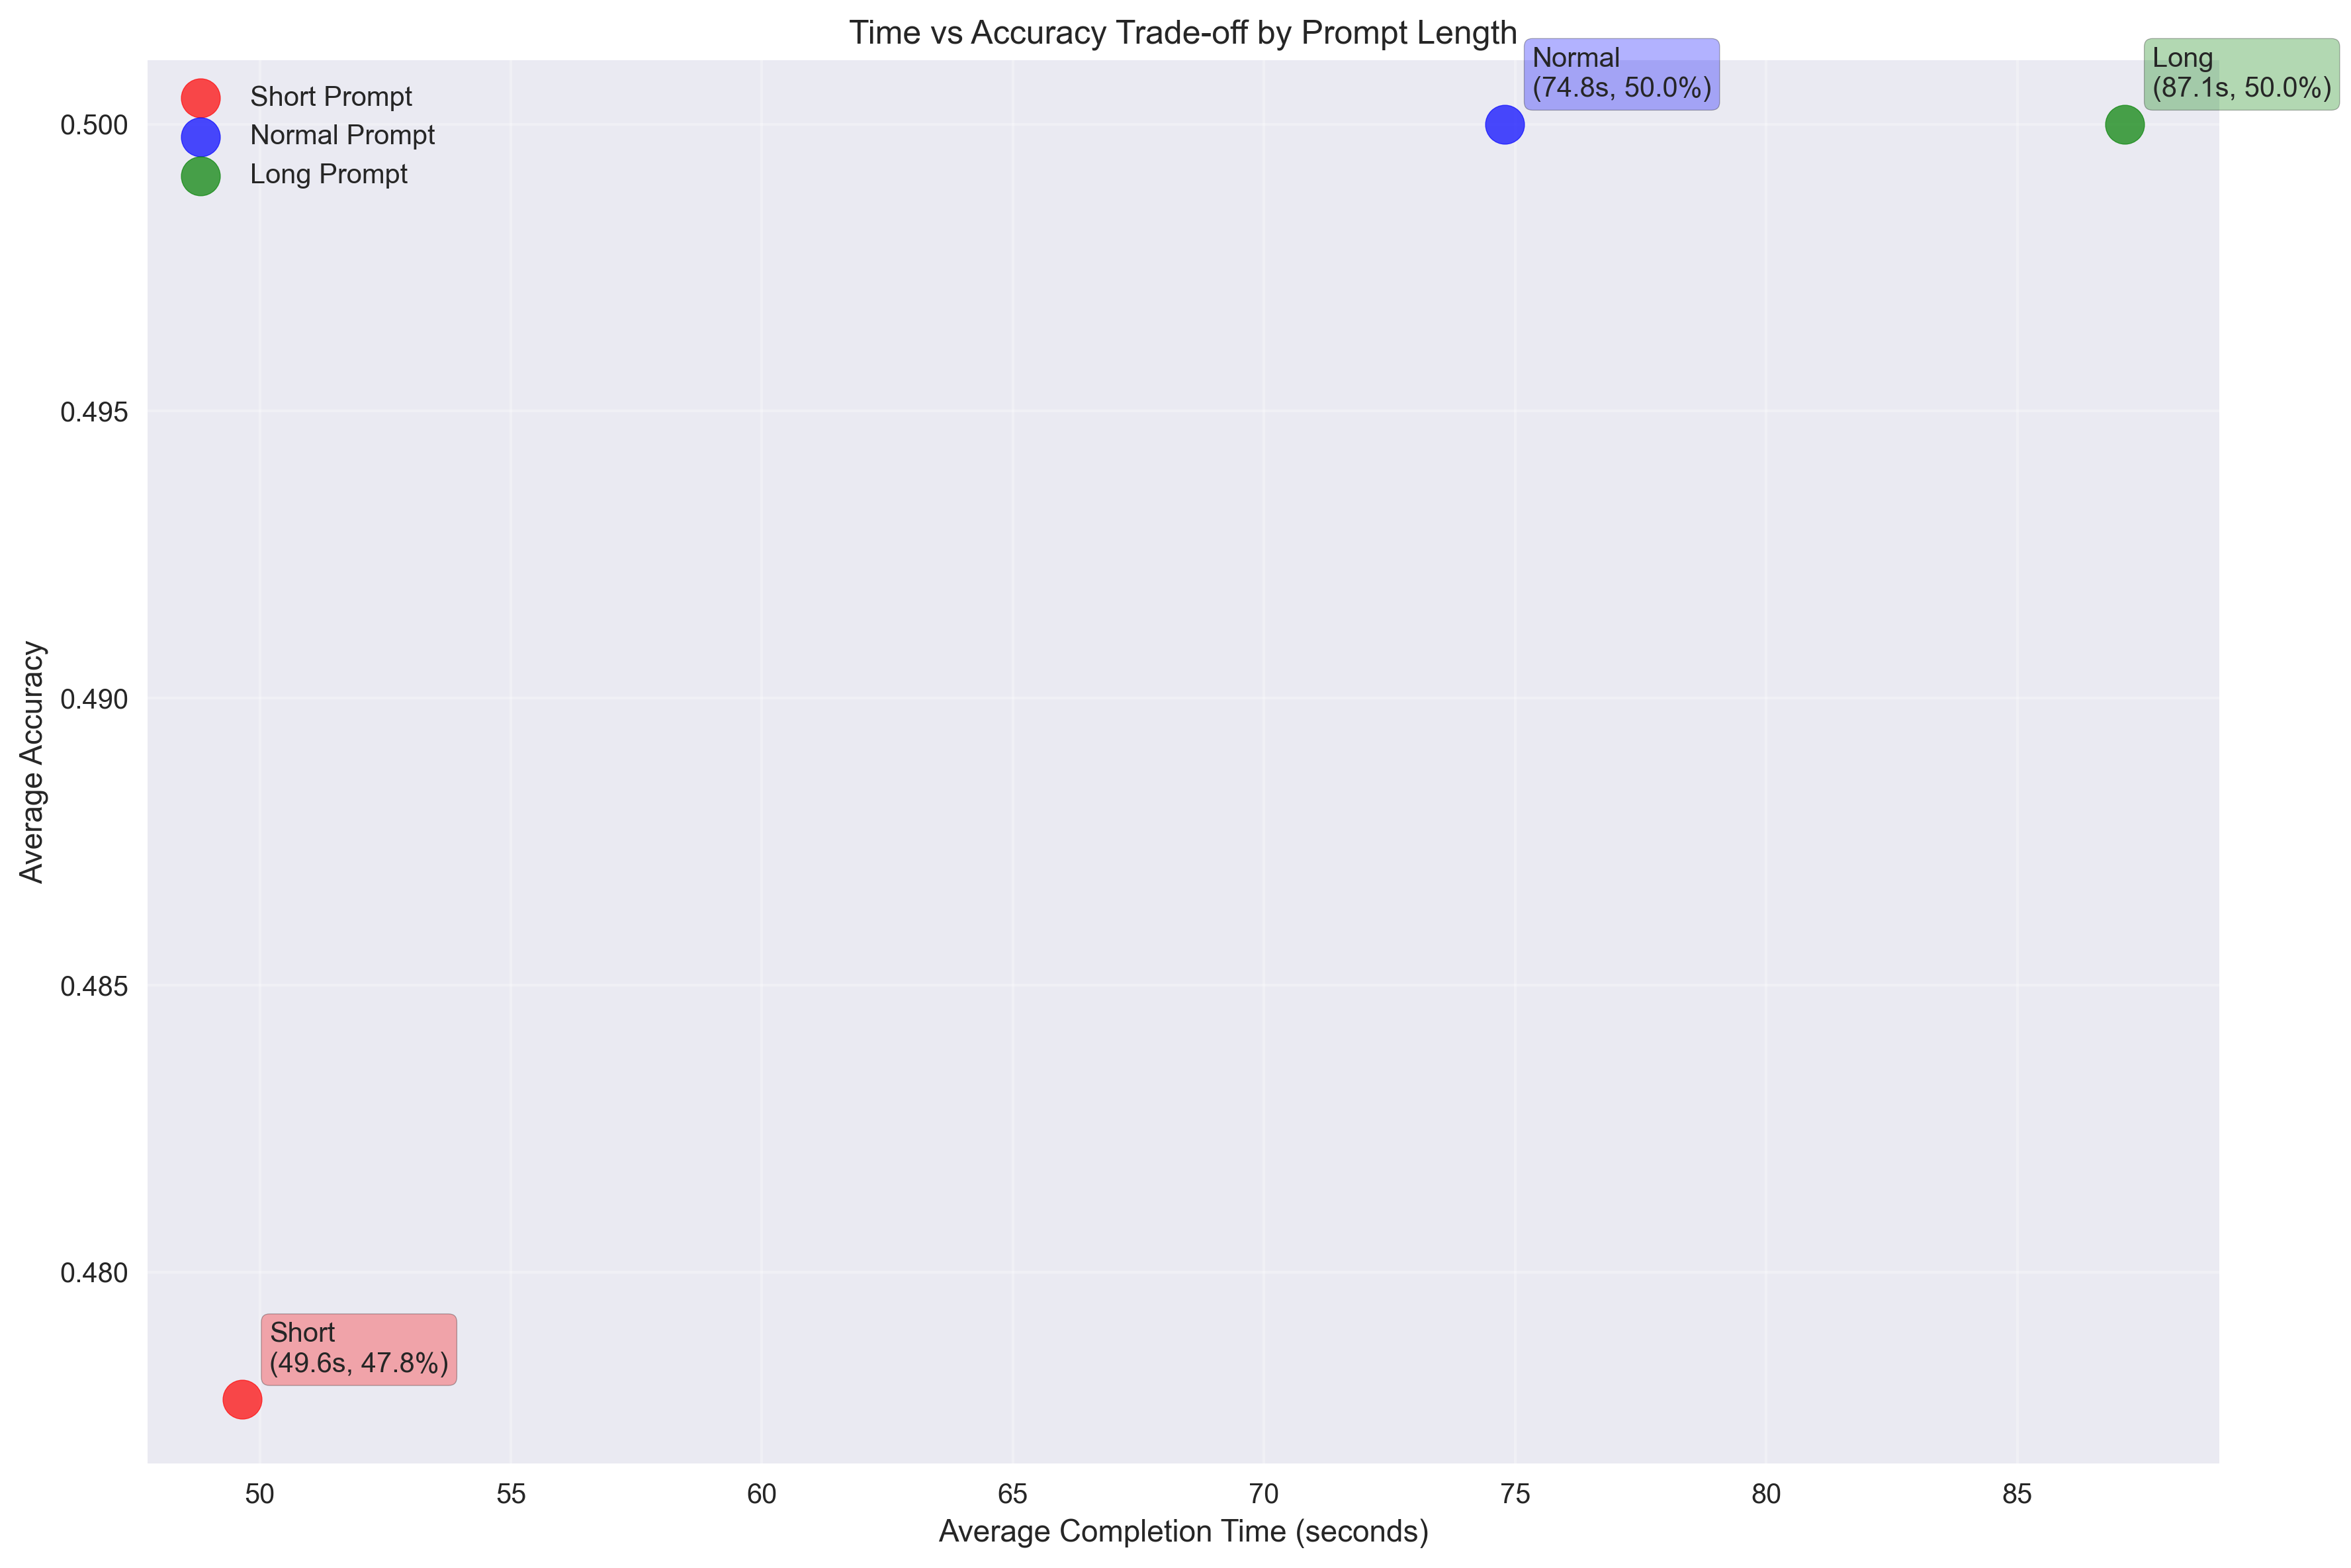 Time vs Accuracy Trade-off by Prompt Length
Normal
(74.8s, 50.0%)
Long
(87.1s, 50.0%)
Short Prompt
Normal Prompt
Long Prompt
0.500
0.495
0.490
0.485
0.480
Average Accuracy
Short
(49.6s, 47.8%)
50
55
60
65
70
75
80
85
Average Completion Time (seconds)